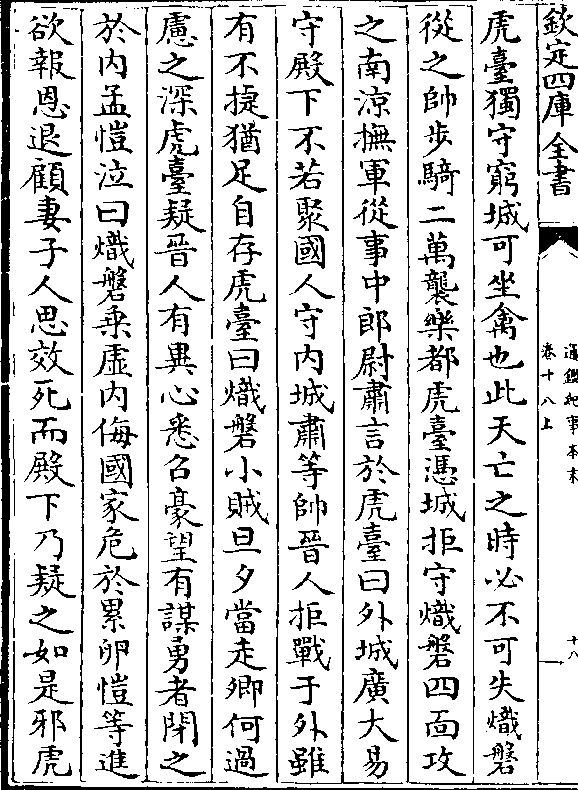 欽定四庫全書
通鑑紀事本末
卷十八上
十八
虎臺獨守窮城可坐禽也此天亡之時必不可失熾磐
從之帥步騎二萬襲樂都虎臺憑城拒守熾磐四面攻
之南涼撫軍從事中郎尉肅言於虎臺曰外城廣大易
守殿下不若聚國人守内城肅等帥晉人拒戰于外雖
有不捷猶足自存虎臺曰熾磐小賊旦夕當走卿何過
慮之深虎臺疑晉人有異心悉召豪望有謀勇者閉之
於内孟愷泣曰熾磐乗虛内侮國家危於累卵愷等進
欲報恩退顧妻子人思效死而殿下乃疑之如是邪虎